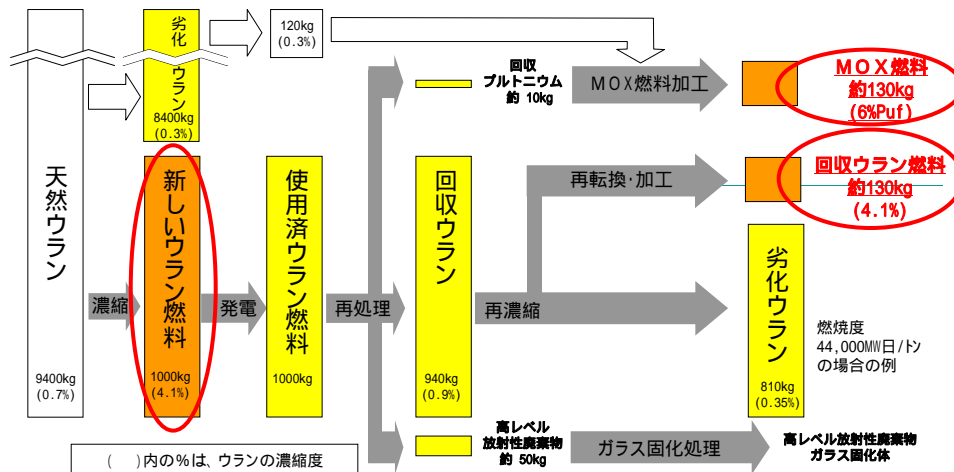 天然ウラン
9400kg
(0.7%)
濃縮
劣化ウラン
8400kg
(0.3%)
120kg
(0.3%)
新しいウラン燃料
1000kg
(4.1%)
発電
使用済ウラン燃料
1000kg
再処理
回収
プルトニウム
約 10kg
MOX燃料加工
MOX燃料
約130kg
(6%Puf)
回収ウラン
940kg
(0.9%)
再転換・加工
回収ウラン燃料
約130kg
(4.1%)
再濃縮
劣化ウラン
810kg
(0.35%)
燃焼度
44,000MW日/トン
の場合の例
高レベル
放射性廃棄物
約 50kg
ガラス固化処理
高レベル放射性廃棄物
ガラス固化体
(　)内の%は、ウランの濃縮度